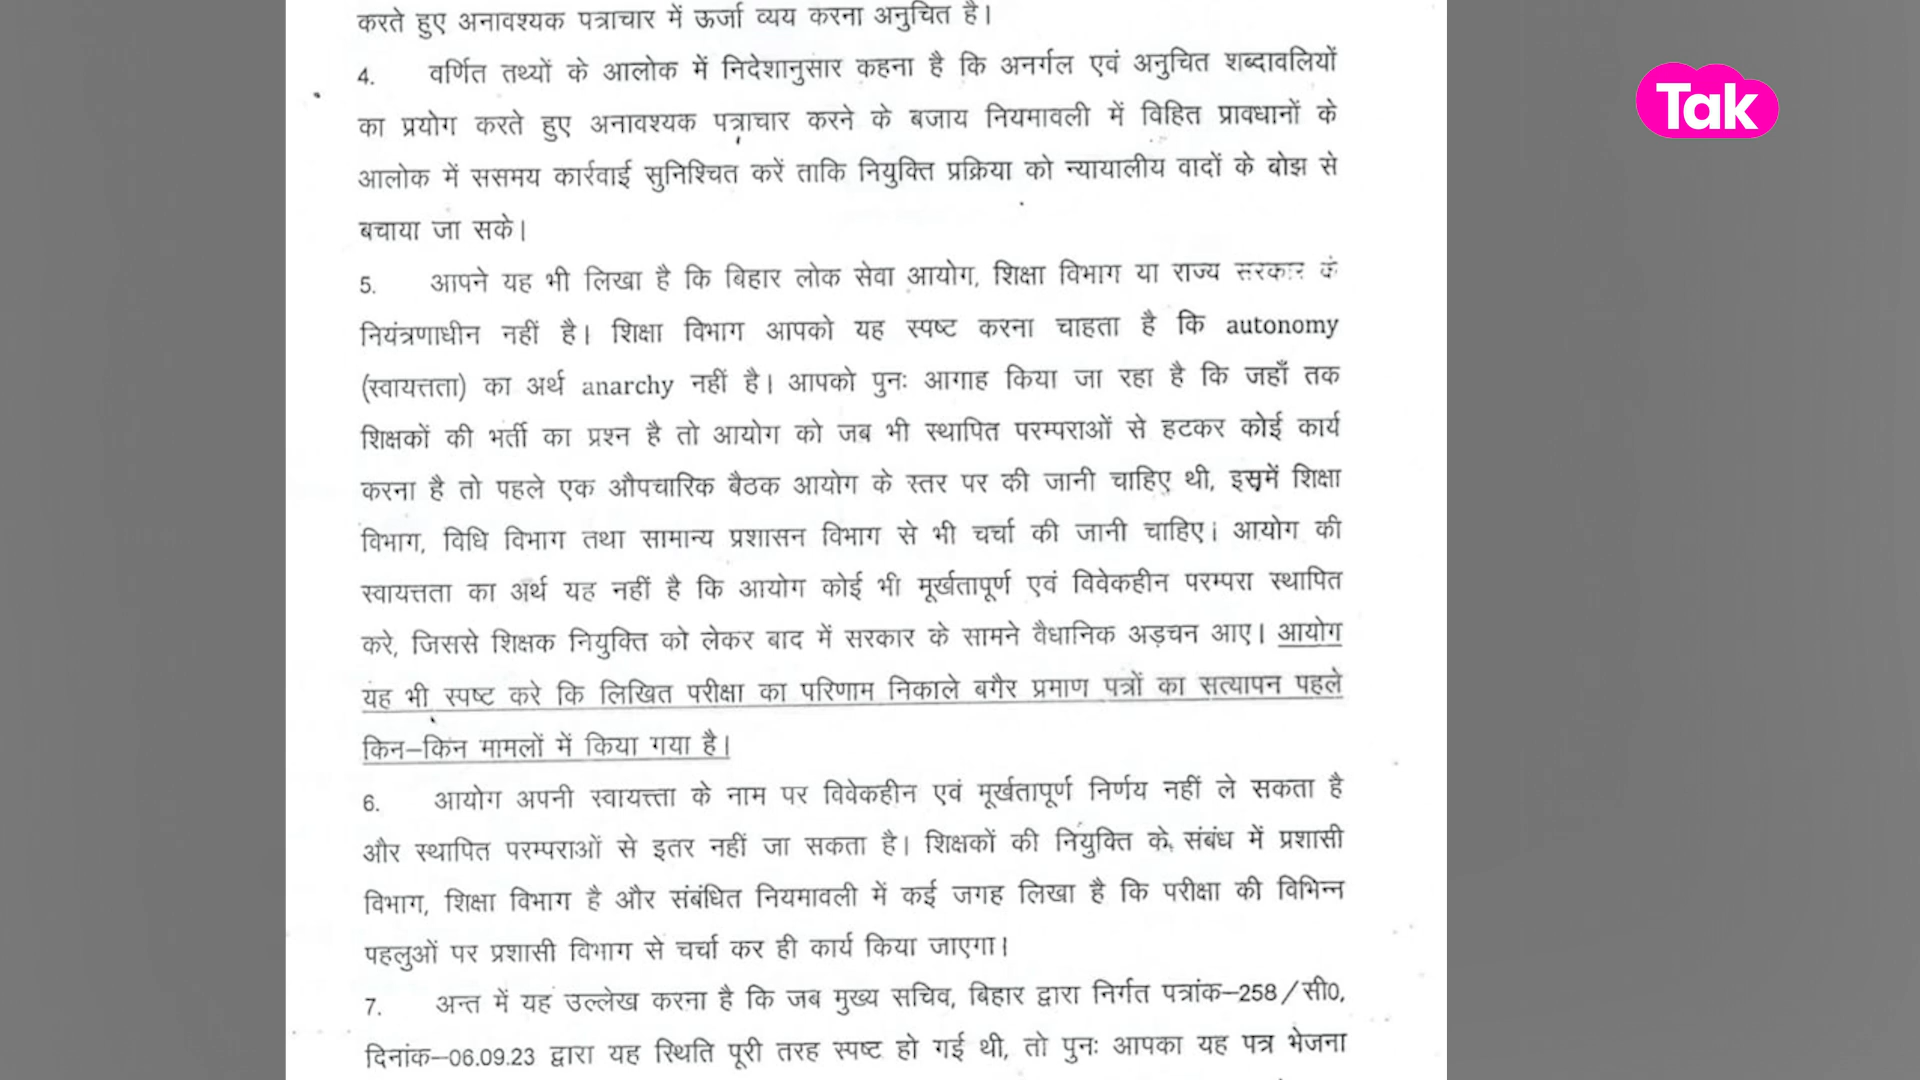 करते हुए अनावश्यक पत्राचार में ऊर्जा व्यय करना अनुचित है।
Tak
4. वर्णित तथ्यों के आलोक में निदेशानुसार कहना है कि अनर्गल एवं अनुचित शब्दावलियों
का प्रयोग करते हुए अनावश्यक पत्राचार करने के बजाय नियमावली में विहित प्रावधानों के
आलोक में ससमय कार्रवाई सुनिश्चित करें ताकि नियुक्ति प्रक्रिया को न्यायालीय वादों के बोझ से
बचाया जा सके।
5. आपने यह भी लिखा है कि बिहार लोक सेवा आयोग, शिक्षा विभाग या राज्य सरकार के
नियंत्रणाधीन नहीं है। शिक्षा विभाग आपको यह स्पष्ट करना चाहता है कि autonomy
(स्वायत्तता) का अर्थ anarchy नहीं है। आपको पुनः आगाह किया जा रहा है कि जहाँ तक
शिक्षकों की भर्ती का प्रश्न है तो आयोग को जब भी स्थापित परम्पराओं से हटकर कोई कार्य
करना है तो पहले एक औपचारिक बैठक आयोग के स्तर पर की जानी चाहिए थी, इसमें शिक्षा
विभाग, विधि विभाग तथा सामान्य प्रशासन विभाग से भी चर्चा की जानी चाहिए। आयोग की
स्वायत्तता का अर्थ यह नहीं है कि आयोग कोई भी मूर्खतापूर्ण एवं विवेकहीन परम्परा स्थापित
करे, जिससे शिक्षक नियुक्ति को लेकर बाद में सरकार के सामने वैधानिक अड़चन आए। आयोग
यह भी स्पष्ट करे कि लिखित परीक्षा का परिणाम निकाले बगैर प्रमाण पत्रों का सत्यापन पहले
किन–किन मामलों में किया गया है।
6. आयोग अपनी स्वायत्त्ता के नाम पर विवेकहीन एवं मूर्खतापूर्ण निर्णय नहीं ले सकता है
और स्थापित परम्पराओं से इतर नहीं जा सकता है। शिक्षकों की नियुक्ति के संबंध में प्रशासी
विभाग, शिक्षा विभाग है और संबंधित नियमावली में कई जगह लिखा है कि परीक्षा की विभिन्न
पहलुओं पर प्रशासी विभाग से चर्चा कर ही कार्य किया जाएगा।
7. अन्त में यह उल्लेख करना है कि जब मुख्य सचिव, बिहार द्वारा निर्गत पत्रांक–258/सी0,
दिनांक–06.09.23 द्वारा यह स्थिति पूरी तरह स्पष्ट हो गई थी, तो पुनः आपका यह पत्र भेजना